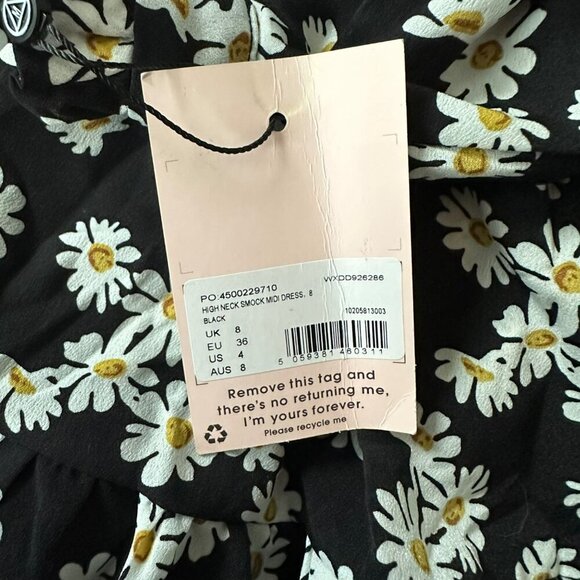 PO:4500229710 WXDD926286
HIGH NECK SMOCK MIDI DRESS, 8
BLACK 10205813003
UK 8
EU 36
US 4
AUS 8
5 059381 460311
Remove this tag and
there's no returning me,
I'm yours forever.
Please recycle me